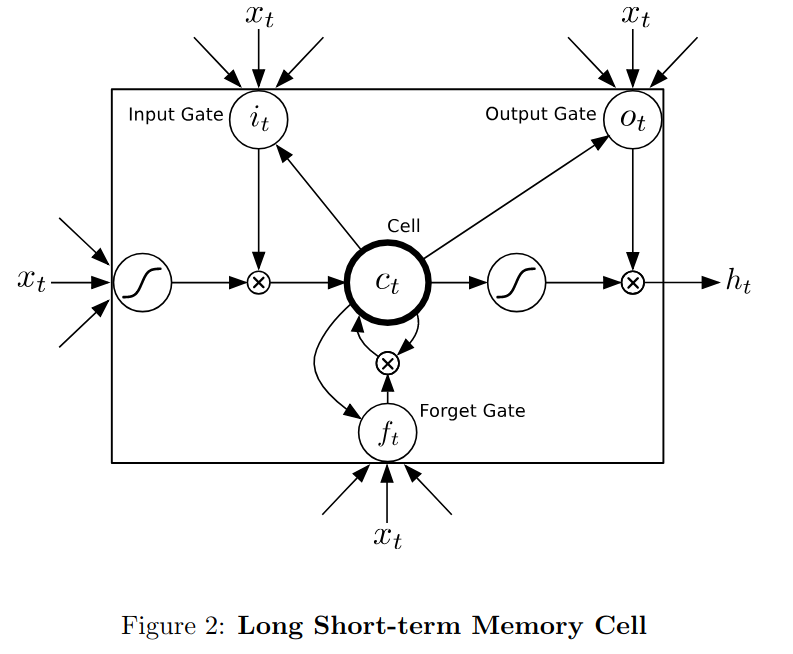 x_t x_t
Input Gate i_t Output Gate o_t
Cell
x_t c_t h_t
Forget Gate
f_t
x_t
Figure 2: Long Short-term Memory Cell